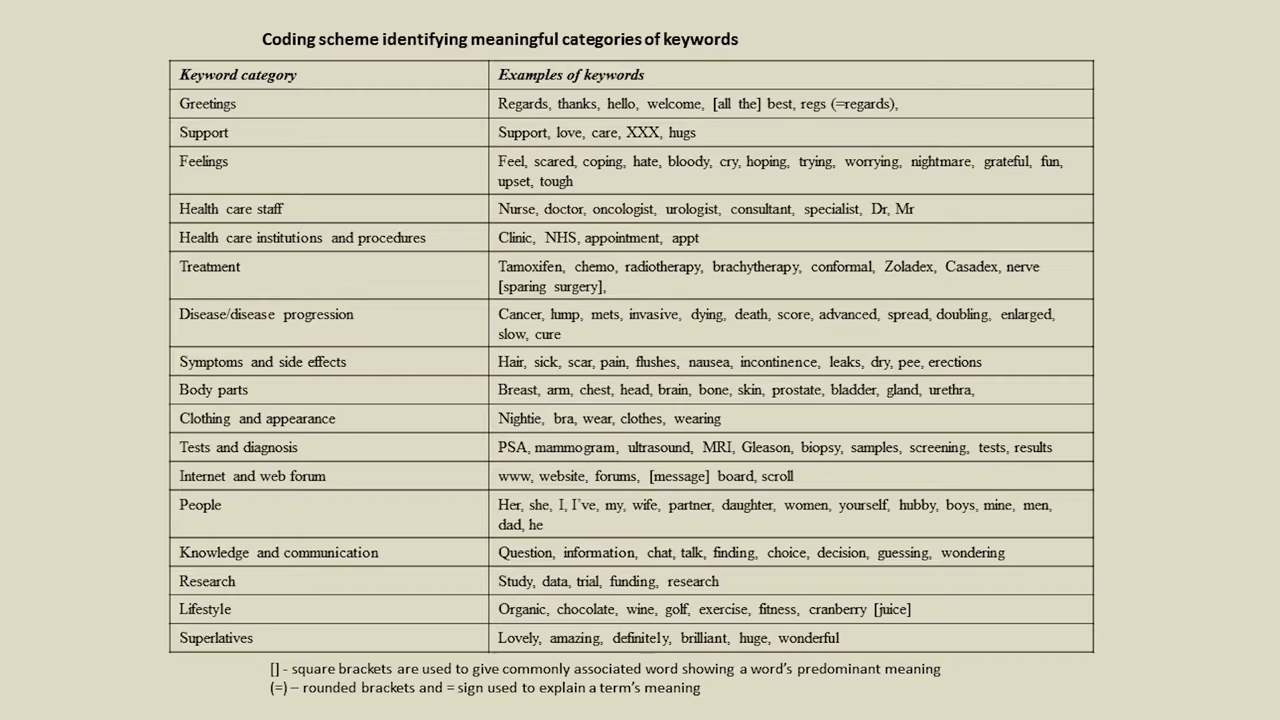 Coding scheme identifying meaningful categories of keywords
Keyword category Examples of keywords
Greetings Regards, thanks, hello, welcome, [all the] best, regs (=regards),
Support Support, love, care, XXX, hugs
Feelings Feel, scared, coping, hate, bloody, cry, hoping, trying, worrying, nightmare, grateful, fun,
upset, tough
Health care staff Nurse, doctor, oncologist, urologist, consultant, specialist, Dr, Mr
Health care institutions and procedures Clinic, NHS, appointment, appt
Treatment Tamoxifen, chemo, radiotherapy, brachytherapy, conformal, Zoladex, Casadex, nerve
[sparing surgery],
Disease/disease progression Cancer, lump, mets, invasive, dying, death, score, advanced, spread, doubling, enlarged,
slow, cure
Symptoms and side effects Hair, sick, scar, pain, flushes, nausea, incontinence, leaks, dry, pee, erections
Body parts Breast, arm, chest, head, brain, bone, skin, prostate, bladder, gland, urethra,
Clothing and appearance Nightie, bra, wear, clothes, wearing
Tests and diagnosis PSA, mammogram, ultrasound, MRI, Gleason, biopsy, samples, screening, tests, results
Internet and web forum www, website, forums, [message] board, scroll
People Her, she, I, I've, my, wife, partner, daughter, women, yourself, hubby, boys, mine, men,
dad, he
Knowledge and communication Question, information, chat, talk, finding, choice, decision, guessing, wondering
Research Study, data, trial, funding, research
Lifestyle Organic, chocolate, wine, golf, exercise, fitness, cranberry [juice]
Superlatives Lovely, amazing, definitely, brilliant, huge, wonderful
[] - square brackets are used to give commonly associated word showing a word's predominant meaning
(=) – rounded brackets and = sign used to explain a term's meaning